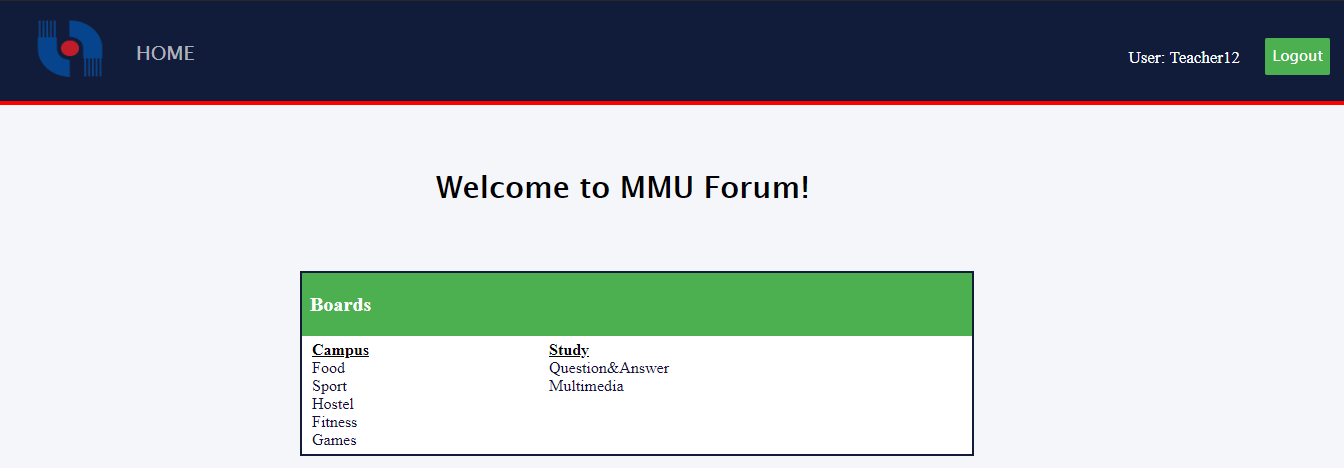 HOME
User: Teacher12
Logout
Welcome to MMU Forum!
Boards
Campus
Food
Sport
Hostel
Fitness
Games
Study
Question&Answer
Multimedia